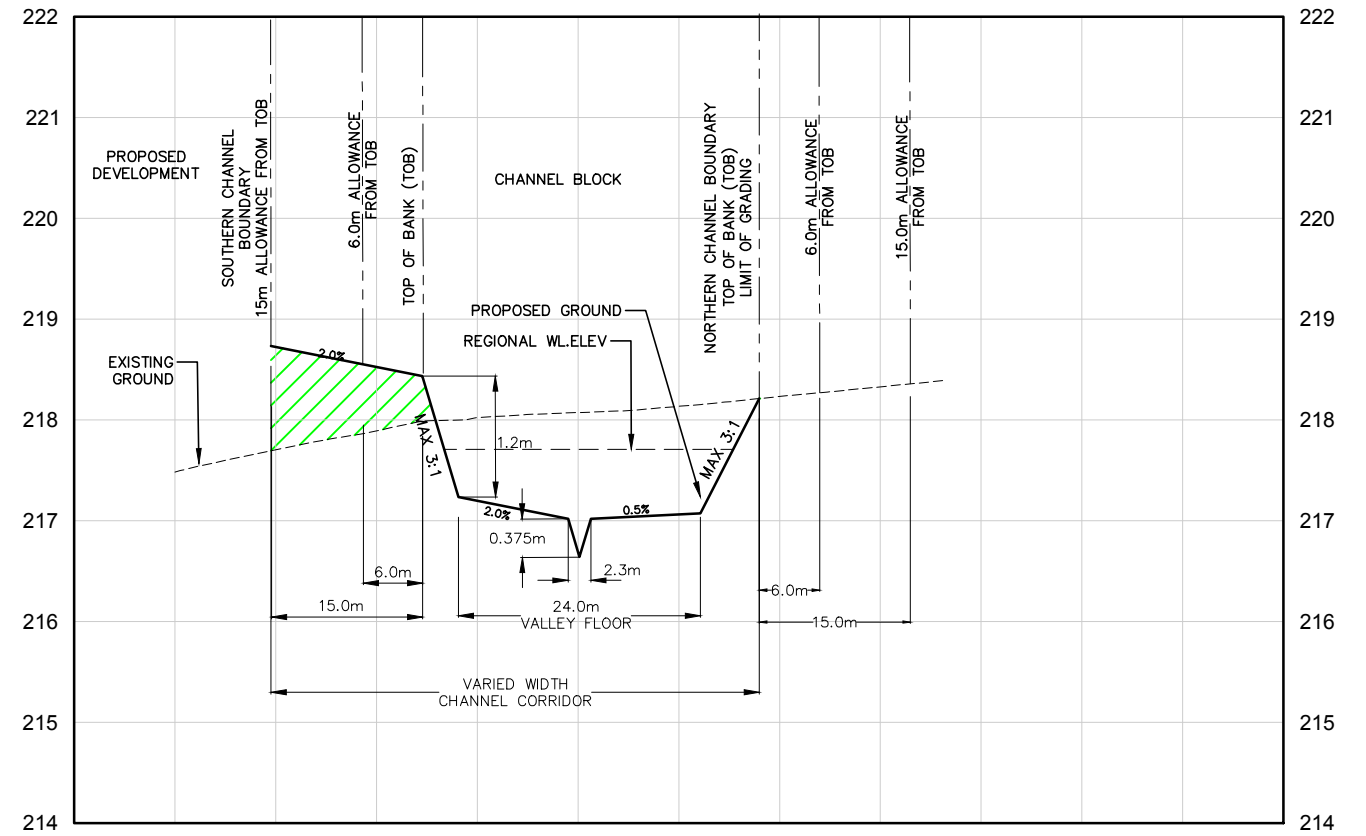 222
222
221
221
220
220
219
219
218
218
217
217
216
216
215
215
214
214
PROPOSED
DEVELOPMENT
SOUTHERN CHANNEL
BOUNDARY
15m ALLOWANCE FROM TOB
6.0m ALLOWANCE
FROM TOB
TOP OF BANK (TOB)
CHANNEL BLOCK
NORTHERN CHANNEL BOUNDARY
TOP OF BANK (TOB)
LIMIT OF GRADING
6.0m ALLOWANCE
FROM TOB
15.0m ALLOWANCE
FROM TOB
PROPOSED GROUND
REGIONAL WL.ELEV
EXISTING
GROUND
2.0%
MAX 3:1
1.2m
MAX 3:1
2.0%
0.5%
0.375m
2.3m
6.0m
15.0m
24.0m
VALLEY FLOOR
6.0m
15.0m
VARIED WIDTH
CHANNEL CORRIDOR